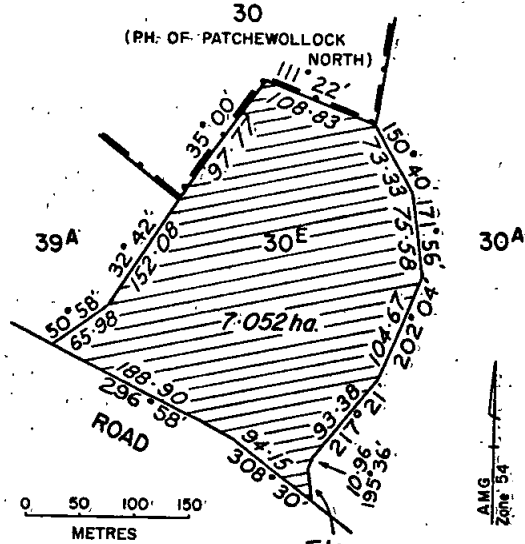 30
(PH. OF PATCHEWOLLOCK
NORTH)
111° 22'
108·83
35° 00'
97·77
150° 40'
73·33
171° 56'
75·58
39A
32° 42'
152·08
30E
30A
50° 58'
65·98
7·052 ha.
104·67
202° 04'
188·90
296° 58'
93·38
217° 21'
ROAD
94·15
308° 30'
10·96
195° 36'
AMG
Zone 54
0 50 100 150
METRES